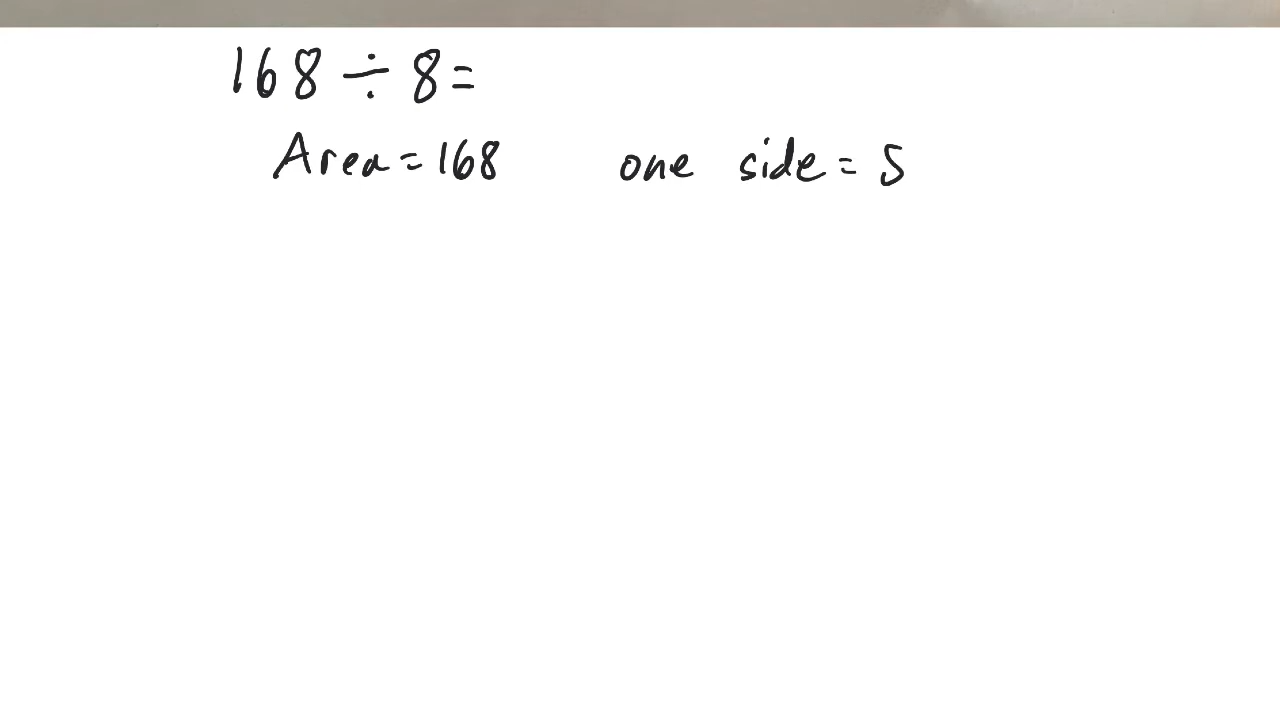 168 ÷ 8 =
Area = 168 one side = 5